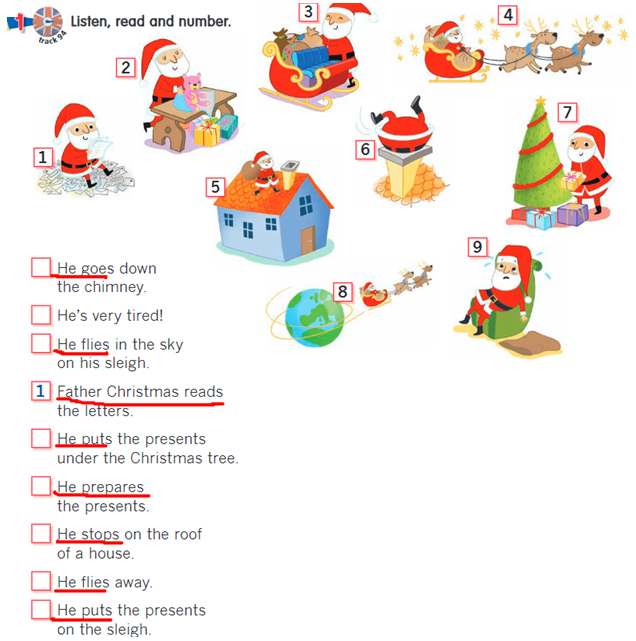 1 Listen, read and number.
track 94
3
4
2
7
1
6
5
9
8
He goes down
the chimney.
He's very tired!
He flies in the sky
on his sleigh.
1 Father Christmas reads
the letters.
He puts the presents
under the Christmas tree.
He prepares
the presents.
He stops on the roof
of a house.
He flies away.
He puts the presents
on the sleigh.